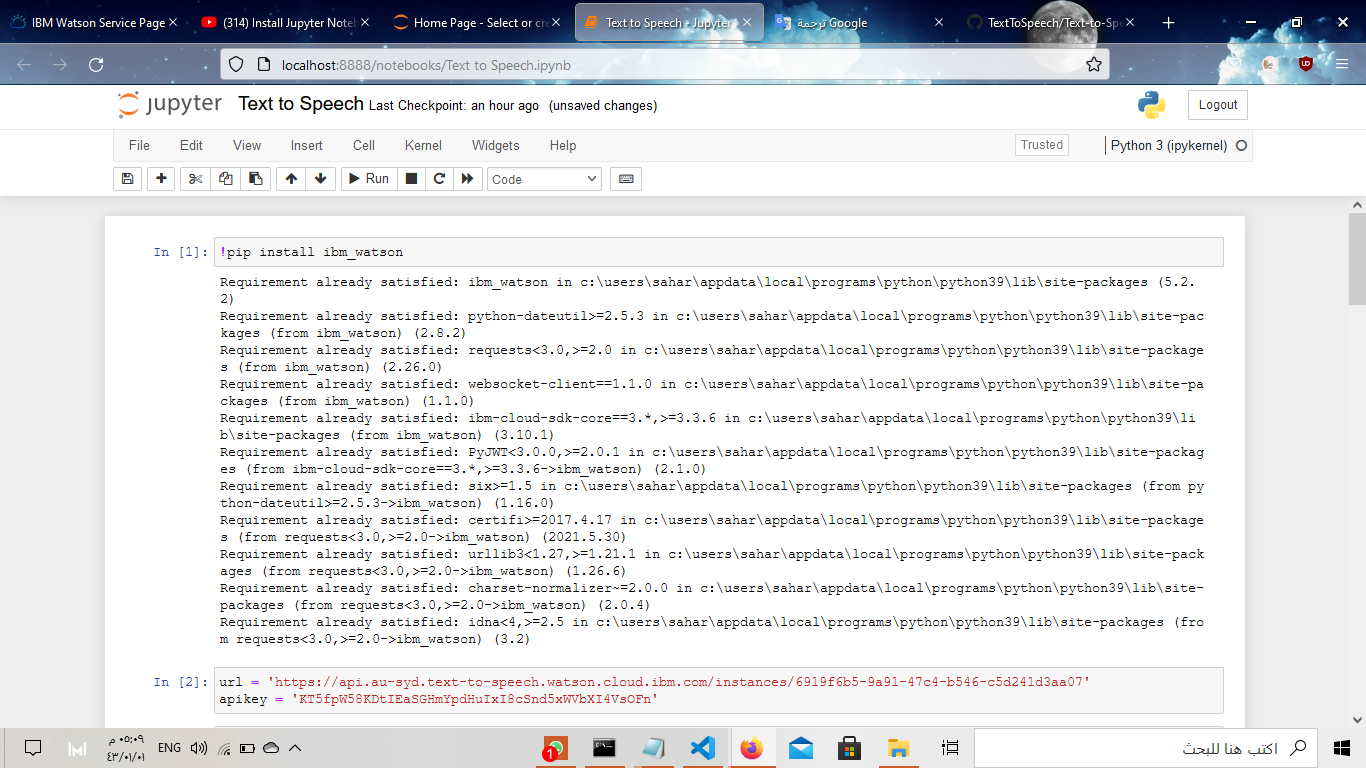 IBM Watson Service Page
(314) Install Jupyter Noteb
Home Page - Select or cre
Text to Speech - Jupyter
ترجمة Google
TextToSpeech/Text-to-Spe
localhost:8888/notebooks/Text to Speech.ipynb
jupyter Text to Speech Last Checkpoint: an hour ago (unsaved changes)
Logout
File Edit View Insert Cell Kernel Widgets Help
Trusted
Python 3 (ipykernel)
Run
Code
In [1]: !pip install ibm_watson
Requirement already satisfied: ibm_watson in c:\users\sahar\appdata\local\programs\python\python39\lib\site-packages (5.2.
2)
Requirement already satisfied: python-dateutil>=2.5.3 in c:\users\sahar\appdata\local\programs\python\python39\lib\site-pac
kages (from ibm_watson) (2.8.2)
Requirement already satisfied: requests<3.0,>=2.0 in c:\users\sahar\appdata\local\programs\python\python39\lib\site-package
s (from ibm_watson) (2.26.0)
Requirement already satisfied: websocket-client==1.1.0 in c:\users\sahar\appdata\local\programs\python\python39\lib\site-pa
ckages (from ibm_watson) (1.1.0)
Requirement already satisfied: ibm-cloud-sdk-core==3.*,>=3.3.6 in c:\users\sahar\appdata\local\programs\python\python39\li
b\site-packages (from ibm_watson) (3.10.1)
Requirement already satisfied: PyJWT<3.0.0,>=2.0.1 in c:\users\sahar\appdata\local\programs\python\python39\lib\site-packag
es (from ibm-cloud-sdk-core==3.*,>=3.3.6->ibm_watson) (2.1.0)
Requirement already satisfied: six>=1.5 in c:\users\sahar\appdata\local\programs\python\python39\lib\site-packages (from py
thon-dateutil>=2.5.3->ibm_watson) (1.16.0)
Requirement already satisfied: certifi>=2017.4.17 in c:\users\sahar\appdata\local\programs\python\python39\lib\site-package
s (from requests<3.0,>=2.0->ibm_watson) (2021.5.30)
Requirement already satisfied: urllib3<1.27,>=1.21.1 in c:\users\sahar\appdata\local\programs\python\python39\lib\site-pack
ages (from requests<3.0,>=2.0->ibm_watson) (1.26.6)
Requirement already satisfied: charset-normalizer~=2.0.0 in c:\users\sahar\appdata\local\programs\python\python39\lib\site-
packages (from requests<3.0,>=2.0->ibm_watson) (2.0.4)
Requirement already satisfied: idna<4,>=2.5 in c:\users\sahar\appdata\local\programs\python\python39\lib\site-packages (fro
m requests<3.0,>=2.0->ibm_watson) (3.2)
In [2]: url = 'https://api.au-syd.text-to-speech.watson.cloud.ibm.com/instances/6919f6b5-9a91-47c4-b546-c5d241d3aa07'
apikey = 'KT5fpW58KDtIEaSGHmYpdHuIxI8cSnd5xWVbXI4VsOFn'
٠٥:٠٩ م
٤٣/٠١/٠١
ENG
1
اكتب هنا للبحث